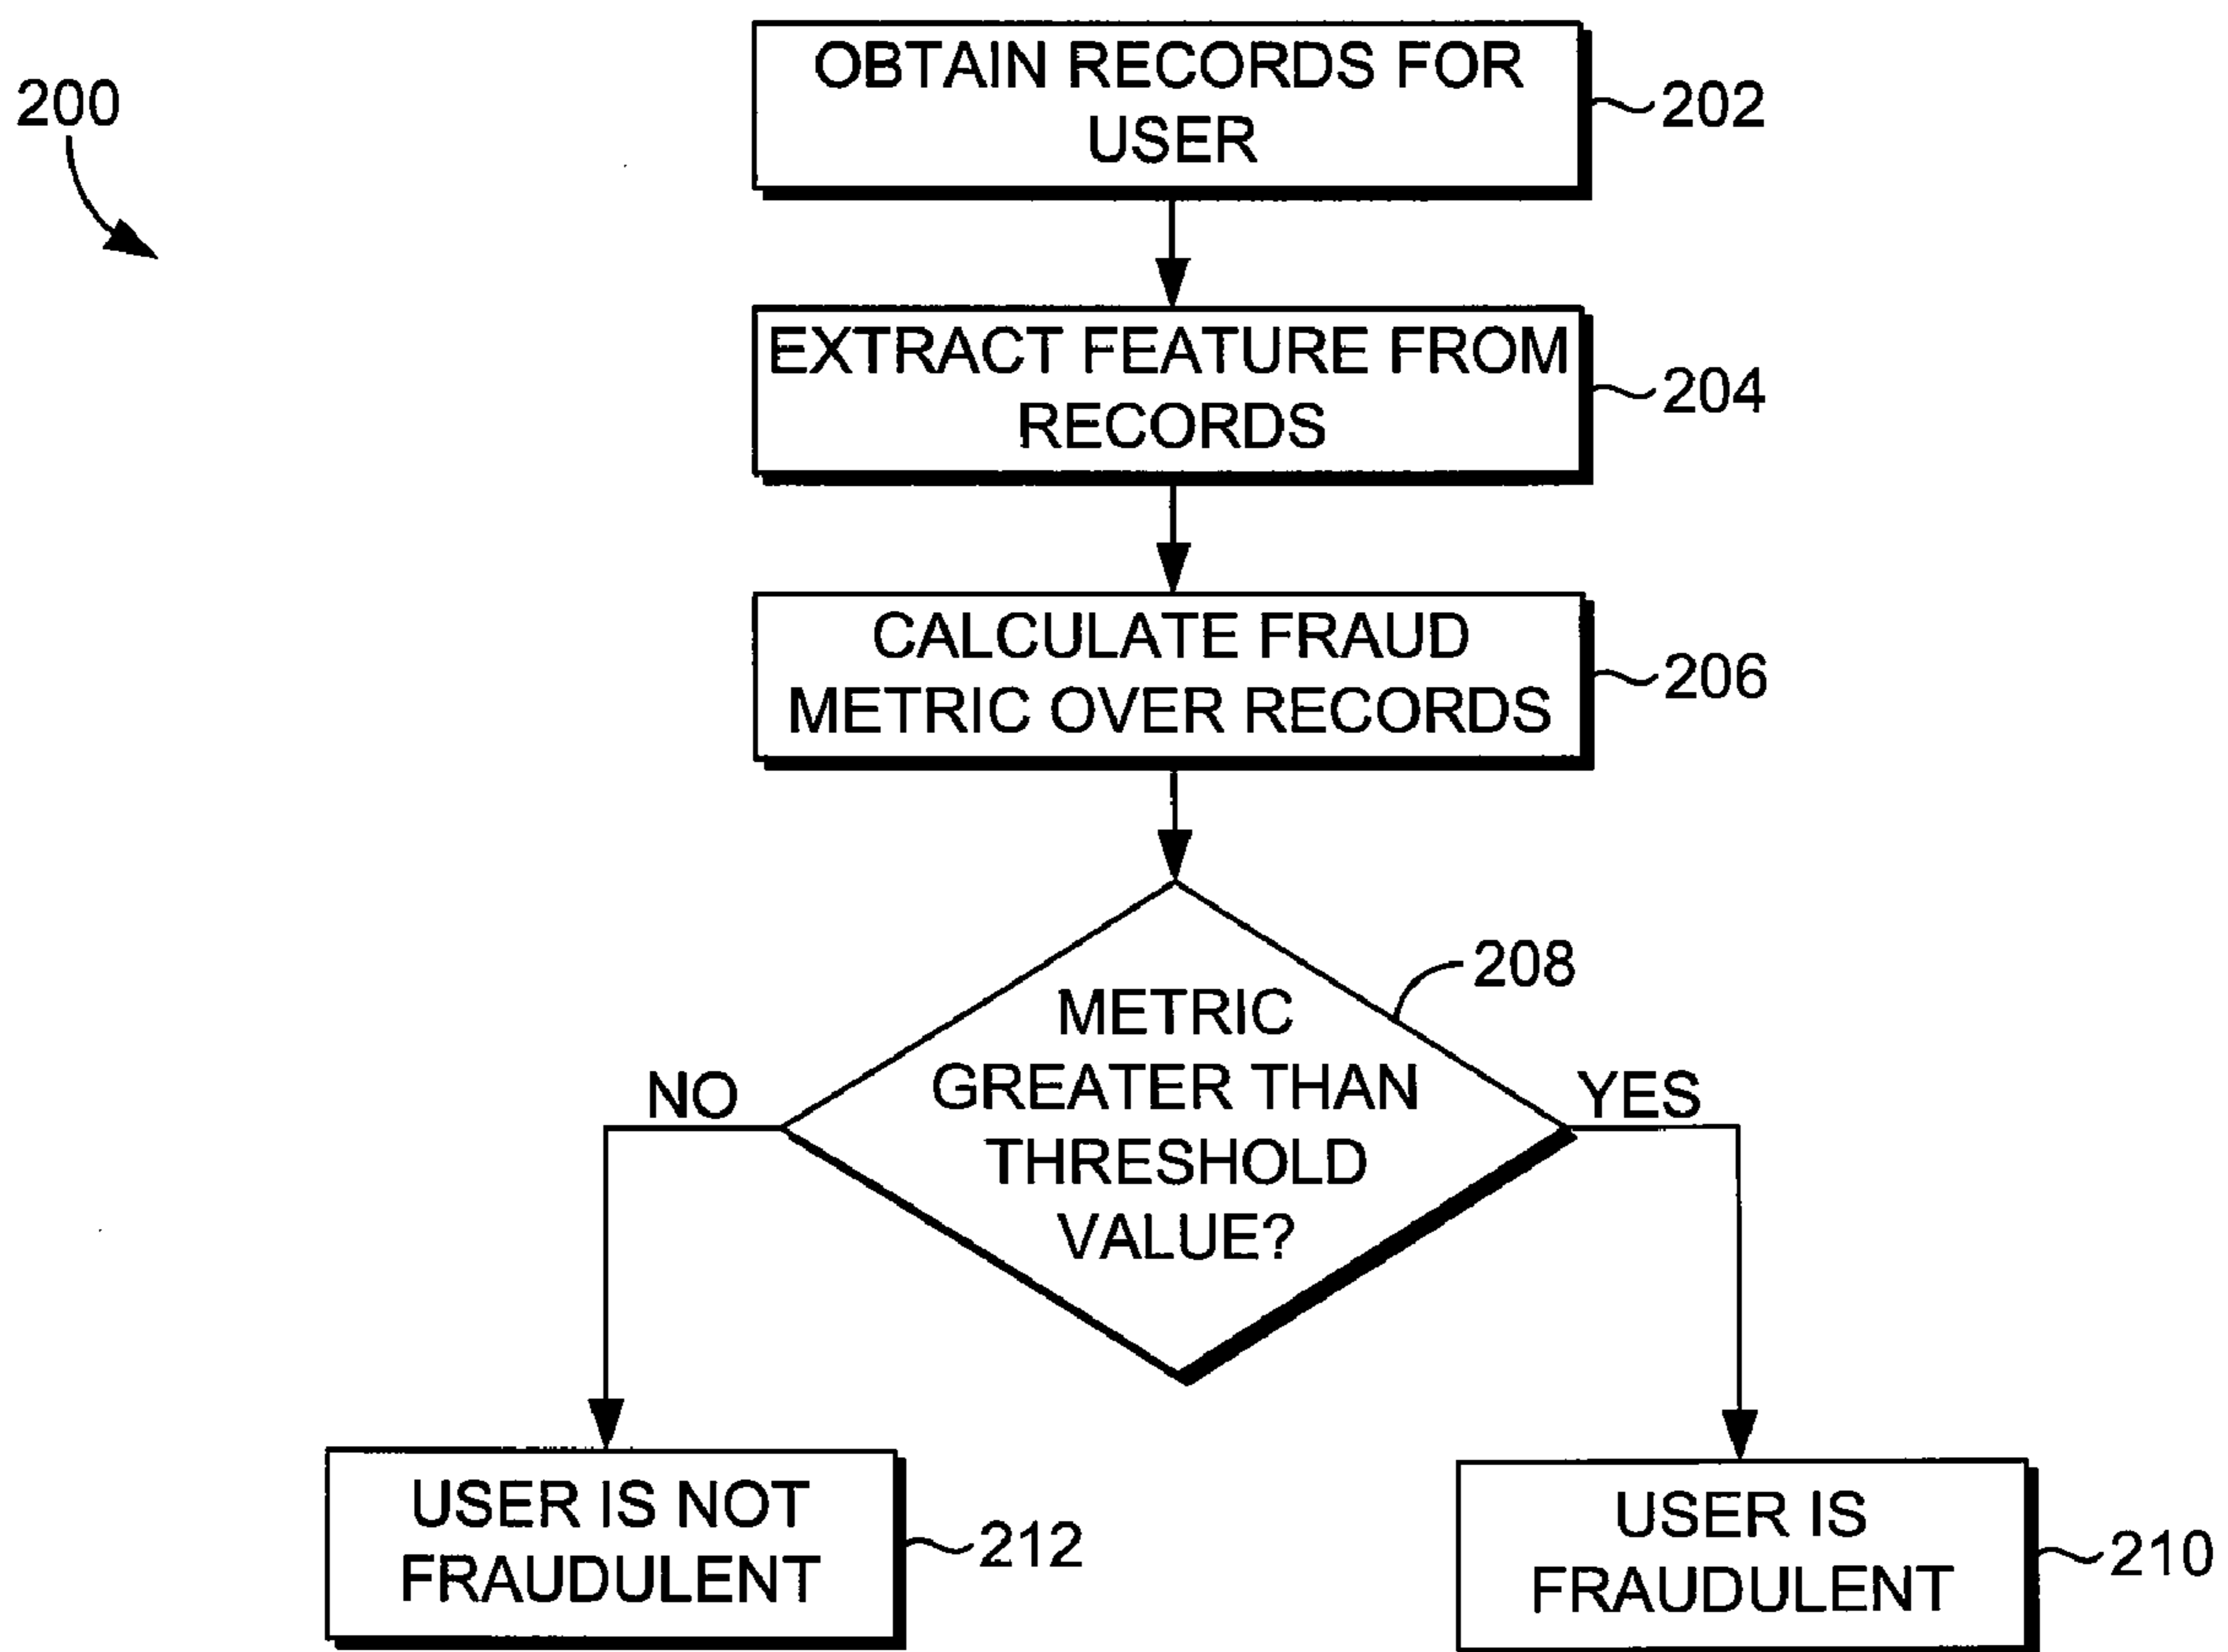 200
OBTAIN RECORDS FOR
USER
202
EXTRACT FEATURE FROM
RECORDS
204
CALCULATE FRAUD
METRIC OVER RECORDS
206
208
METRIC
GREATER THAN
THRESHOLD
VALUE?
NO
YES
USER IS NOT
FRAUDULENT
212
USER IS
FRAUDULENT
210